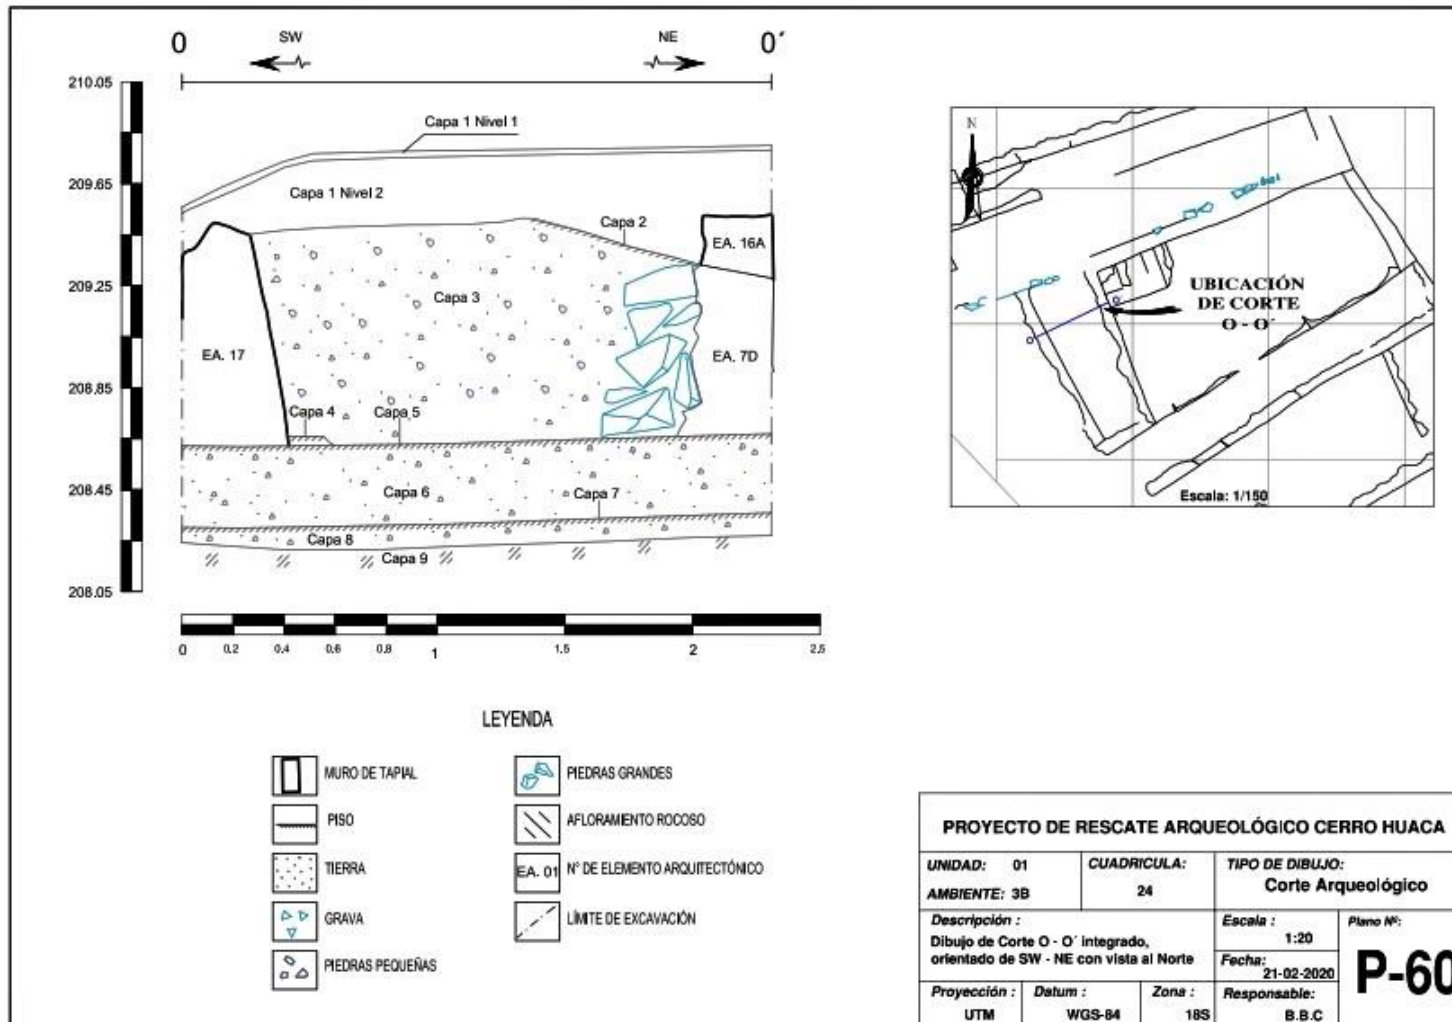 O SW NE O´
210.05
209.65
209.25
208.85
208.45
208.05
Capa 1 Nivel 1
Capa 1 Nivel 2
Capa 2
EA. 16A
Capa 3
EA. 17
EA. 7D
Capa 4
Capa 5
Capa 6
Capa 7
Capa 8
Capa 9
0 0.2 0.4 0.6 0.8 1 1.5 2 2.5
N
UBICACIÓN
DE CORTE
O - O´
Escala: 1/150
LEYENDA
MURO DE TAPIAL
PISO
TIERRA
GRAVA
PIEDRAS PEQUEÑAS
PIEDRAS GRANDES
AFLORAMIENTO ROCOSO
EA. 01 N° DE ELEMENTO ARQUITECTÓNICO
LÍMITE DE EXCAVACIÓN
PROYECTO DE RESCATE ARQUEOLÓGICO CERRO HUACA
UNIDAD: 01
AMBIENTE: 3B
CUADRICULA:
24
TIPO DE DIBUJO:
Corte Arqueológico
Descripción :
Dibujo de Corte O - O´ integrado,
orientado de SW - NE con vista al Norte
Escala :
1:20
Fecha:
21-02-2020
Plano Nº:
P-60
Proyección :
UTM
Datum :
WGS-84
Zona :
18S
Responsable:
B.B.C